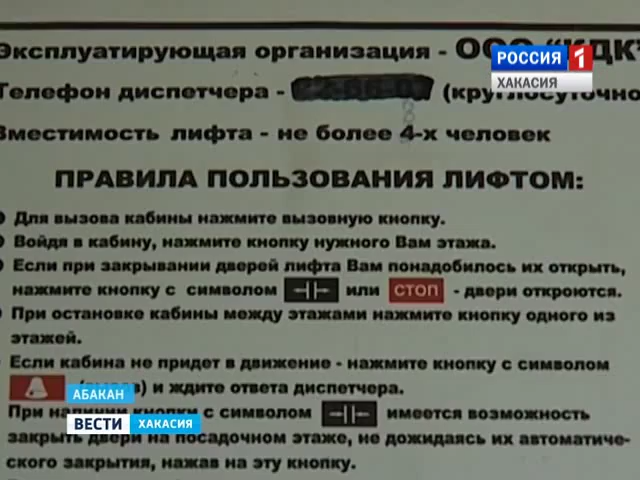 Эксплуатирующая организация - ООО "КДК"
РОССИЯ 1
ХАКАСИЯ
Телефон диспетчера - (круглосуточно
Вместимость лифта - не более 4-х человек
ПРАВИЛА ПОЛЬЗОВАНИЯ ЛИФТОМ:
Для вызова кабины нажмите вызовную кнопку.
Войдя в кабину, нажмите кнопку нужного Вам этажа.
Если при закрывании дверей лифта Вам понадобилось их открыть,
нажмите кнопку с символом или СТОП - двери откроются.
При остановке кабины между этажами нажмите кнопку одного из
этажей.
Если кабина не придет в движение - нажмите кнопку с символом
и ждите ответа диспетчера.
АБАКАН
При наличии кнопки с символом имеется возможность
ВЕСТИ ХАКАСИЯ
закрыть двери на посадочном этаже, не дожидаясь их автоматиче-
ского закрытия, нажав на эту кнопку.